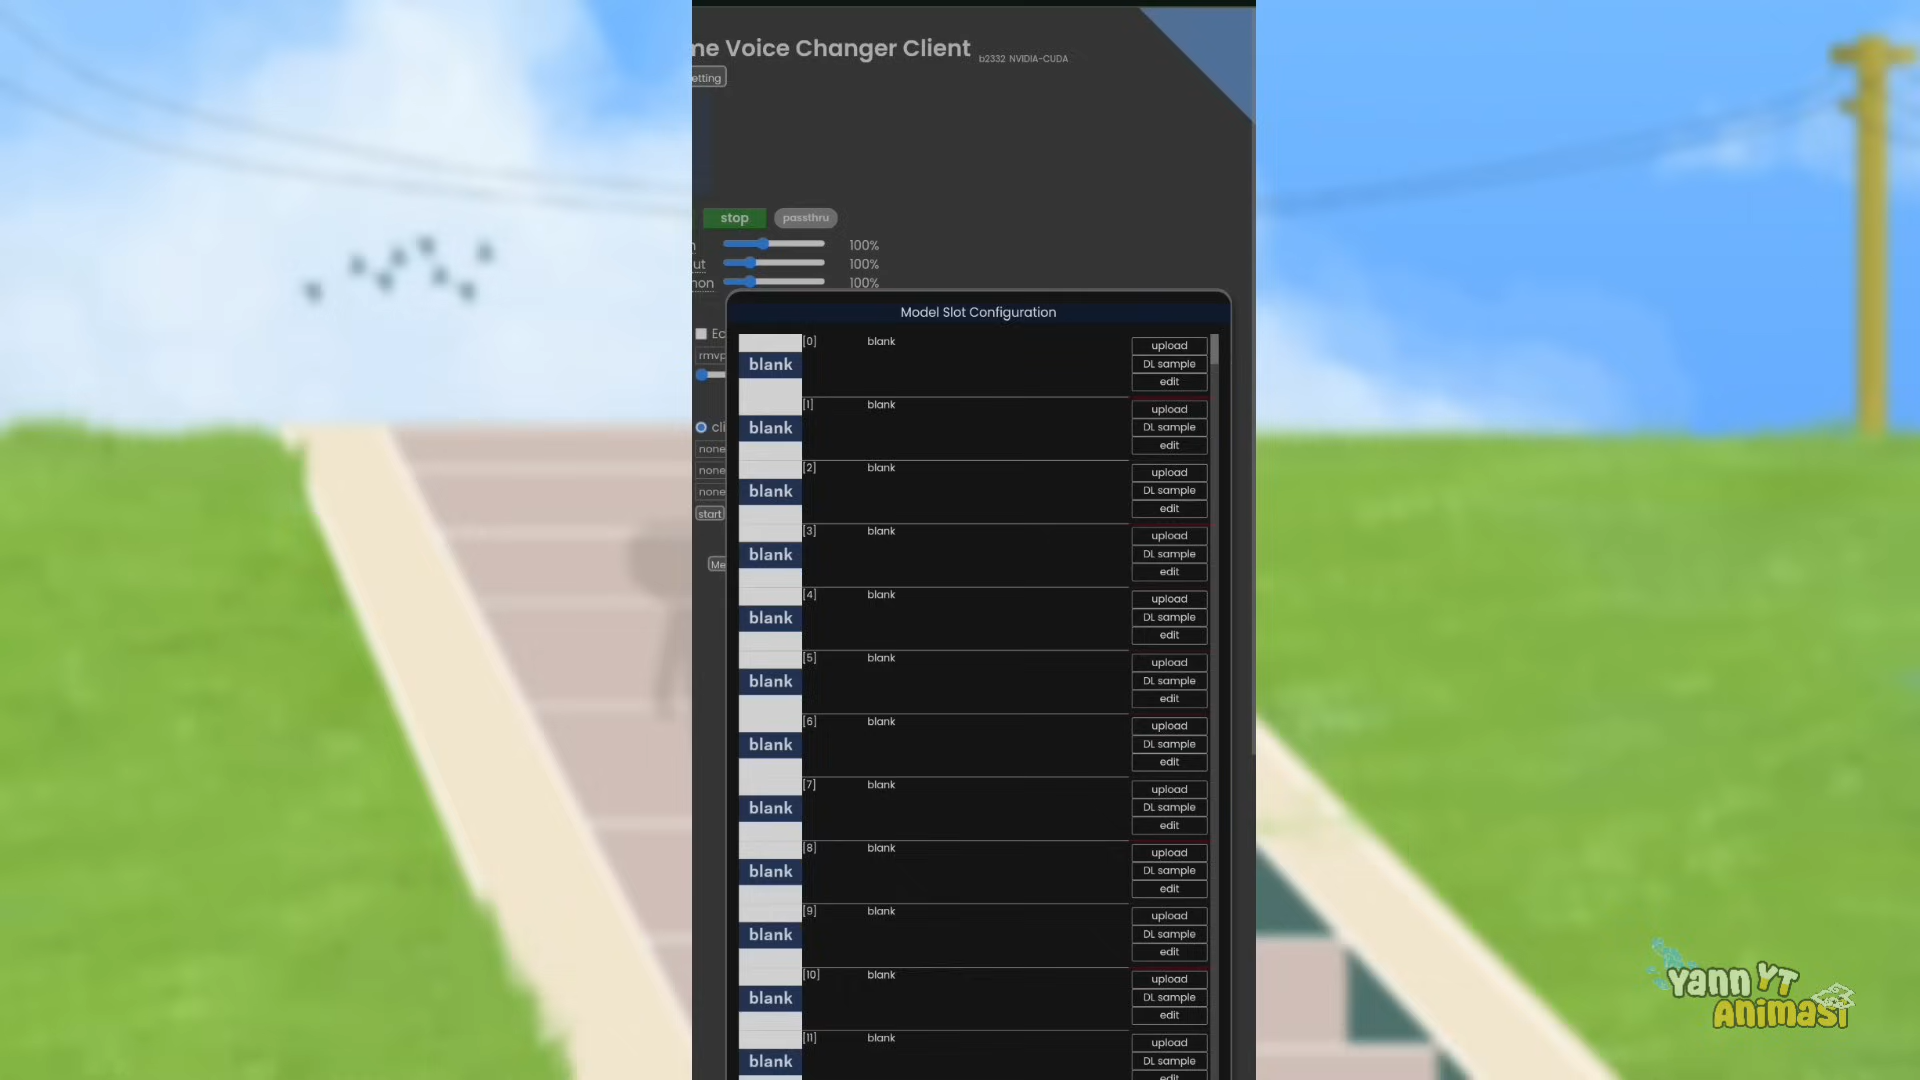 me Voice Changer Client b2332 NVIDIA-CUDA
etting
stop passthru
n 100%
ut 100%
mon 100%
Model Slot Configuration
Ec
rmvp
cli
none
none
none
start
Me
[0] blank
blank
upload
DL sample
edit
[1] blank
blank
upload
DL sample
edit
[2] blank
blank
upload
DL sample
edit
[3] blank
blank
upload
DL sample
edit
[4] blank
blank
upload
DL sample
edit
[5] blank
blank
upload
DL sample
edit
[6] blank
blank
upload
DL sample
edit
[7] blank
blank
upload
DL sample
edit
[8] blank
blank
upload
DL sample
edit
[9] blank
blank
upload
DL sample
edit
[10] blank
blank
upload
DL sample
edit
[11] blank
blank
upload
DL sample
edit
Yann YT
Animasi